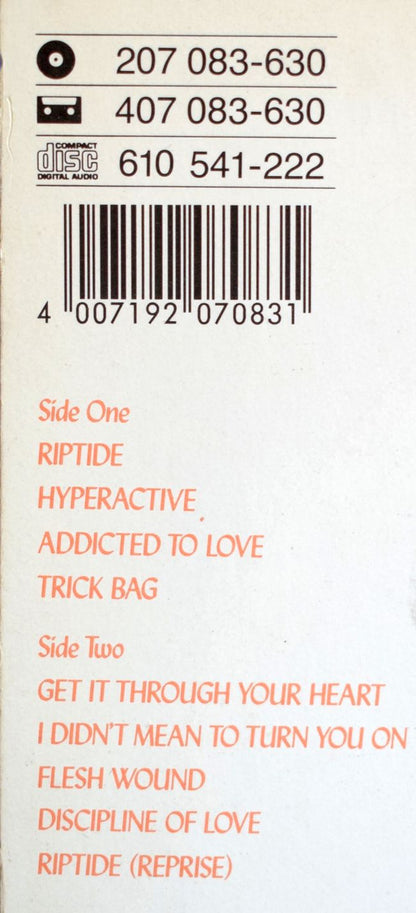 207 083-630
407 083-630
COMPACT
disc
DIGITAL AUDIO
610 541-222
4 007192 070831
Side One
RIPTIDE
HYPERACTIVE
ADDICTED TO LOVE
TRICK BAG
Side Two
GET IT THROUGH YOUR HEART
I DIDN'T MEAN TO TURN YOU ON
FLESH WOUND
DISCIPLINE OF LOVE
RIPTIDE (REPRISE)